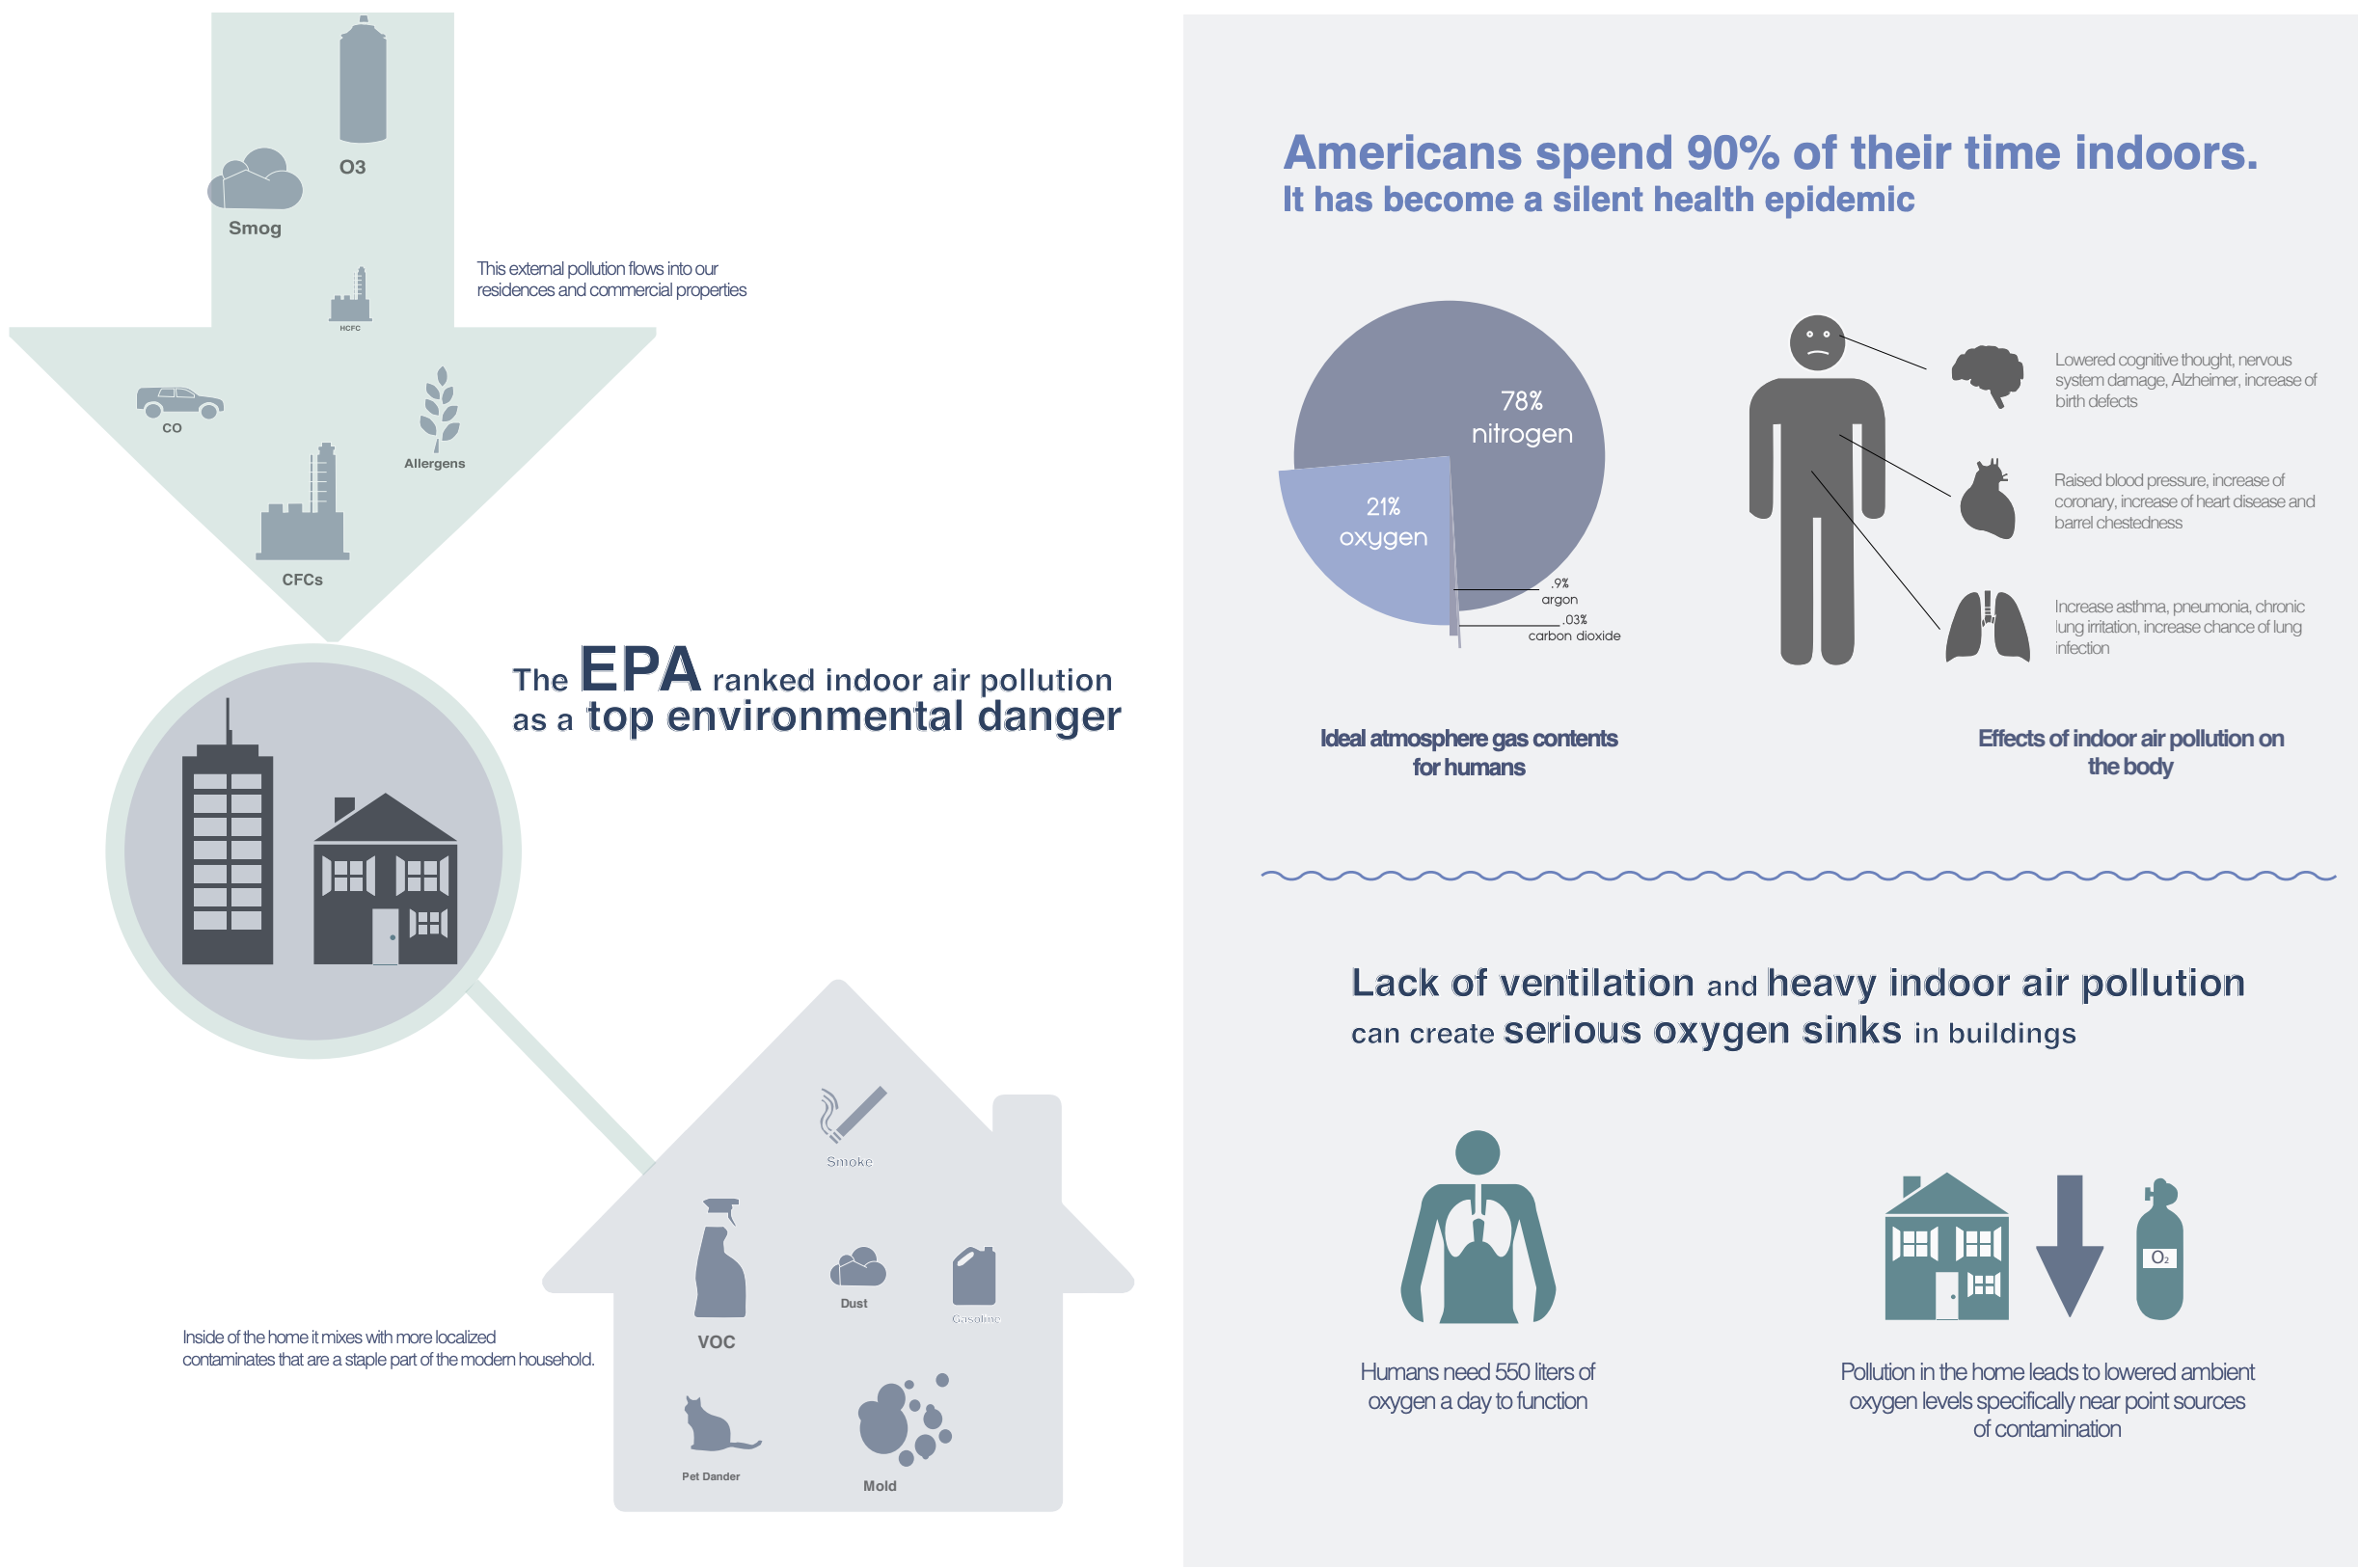 O3
Smog
This external pollution flows into our
residences and commercial properties
HCFC
CO
Allergens
CFCs
The EPA ranked indoor air pollution
as a top environmental danger
Smoke
VOC
Dust
Gasoline
Inside of the home it mixes with more localized
contaminates that are a staple part of the modern household.
Pet Dander
Mold
Americans spend 90% of their time indoors.
It has become a silent health epidemic
78%
nitrogen
21%
oxygen
.9%
argon
.03%
carbon dioxide
Ideal atmosphere gas contents
for humans
Lowered cognitive thought, nervous
system damage, Alzheimer, increase of
birth defects
Raised blood pressure, increase of
coronary, increase of heart disease and
barrel chestedness
Increase asthma, pneumonia, chronic
lung irritation, increase chance of lung
infection
Effects of indoor air pollution on
the body
Lack of ventilation and heavy indoor air pollution
can create serious oxygen sinks in buildings
Humans need 550 liters of
oxygen a day to function
O2
Pollution in the home leads to lowered ambient
oxygen levels specifically near point sources
of contamination